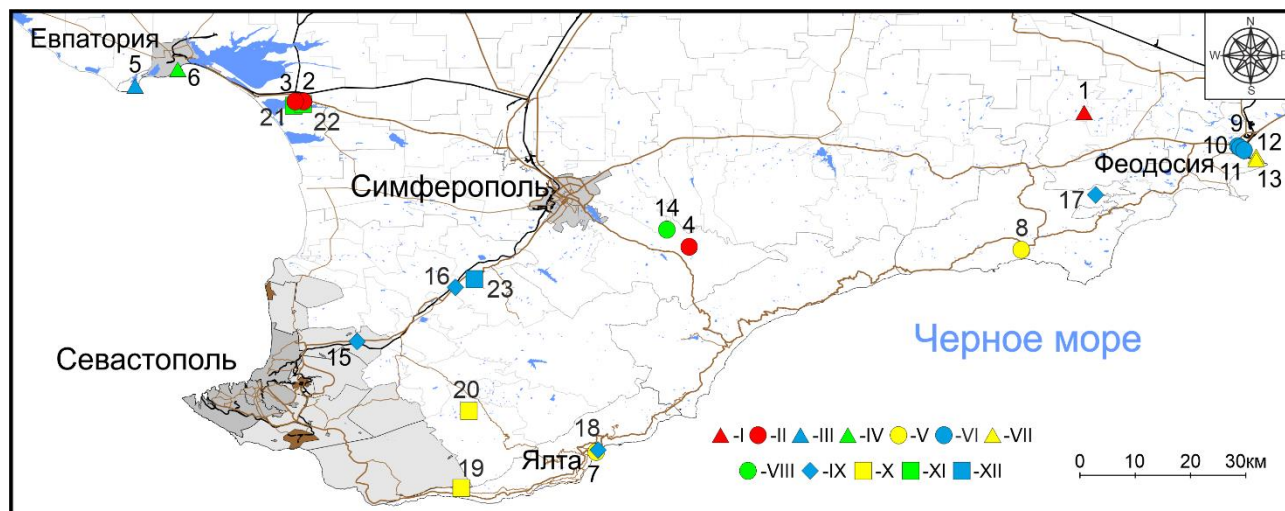 N
W E
S
Евпатория
5
6
3 2
21
22
1
9
10
12
Феодосия
11
13
Симферополь
14
4
17
8
16
23
Черное море
Севастополь
15
20
18
Ялта
7
19
-I -II -III -IV -V -VI -VII
-VIII -IX -X -XI -XII
0 10 20 30км